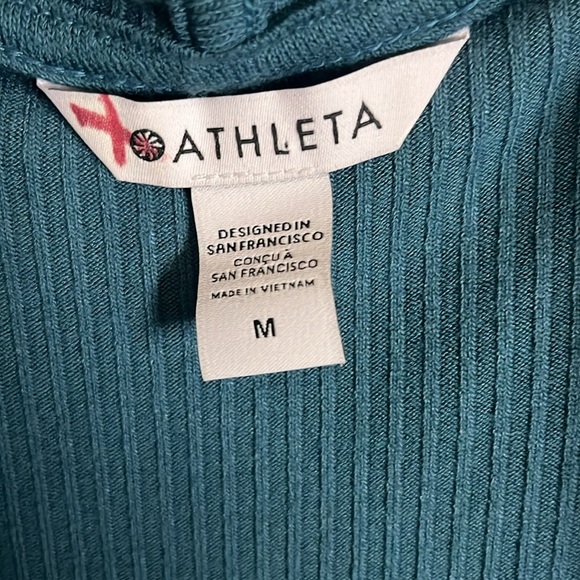 ATHLETA
DESIGNED IN
SAN FRANCISCO
CONÇU À
SAN FRANCISCO
MADE IN VIETNAM
M